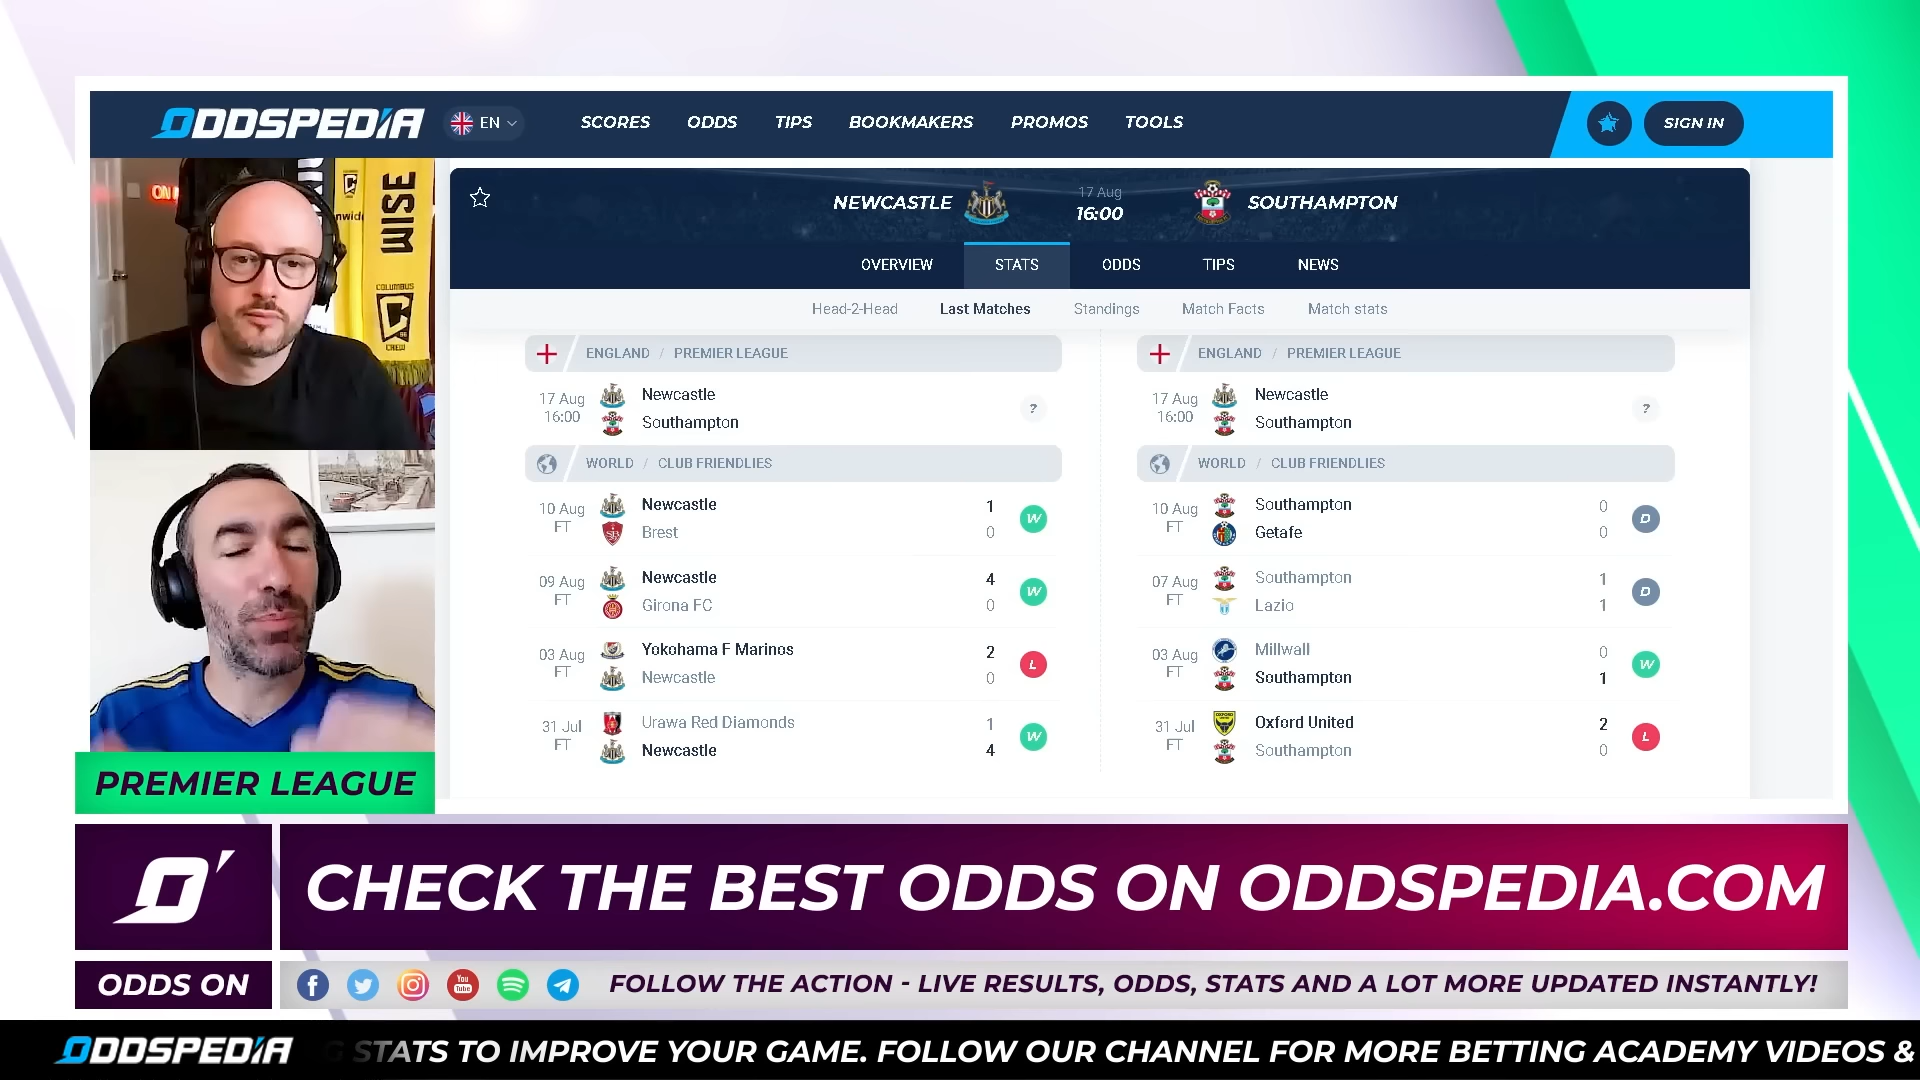 ODDSPEDIA
EN
SCORES
ODDS
TIPS
BOOKMAKERS
PROMOS
TOOLS
SIGN IN
NEWCASTLE
17 Aug
16:00
SOUTHAMPTON
OVERVIEW
STATS
ODDS
TIPS
NEWS
Head-2-Head
Last Matches
Standings
Match Facts
Match stats
ENGLAND / PREMIER LEAGUE
17 Aug
16:00
Newcastle
Southampton
?
WORLD / CLUB FRIENDLIES
10 Aug
FT
Newcastle 1
Brest 0
W
09 Aug
FT
Newcastle 4
Girona FC 0
W
03 Aug
FT
Yokohama F Marinos 2
Newcastle 0
L
31 Jul
FT
Urawa Red Diamonds 1
Newcastle 4
W
ENGLAND / PREMIER LEAGUE
17 Aug
16:00
Newcastle
Southampton
?
WORLD / CLUB FRIENDLIES
10 Aug
FT
Southampton 0
Getafe 0
D
07 Aug
FT
Southampton 1
Lazio 1
D
03 Aug
FT
Millwall 0
Southampton 1
W
31 Jul
FT
Oxford United 2
Southampton 0
L
ON
WISE
COLUMBUS
CREW
PREMIER LEAGUE
CHECK THE BEST ODDS ON ODDSPEDIA.COM
ODDS ON
You
Tube
FOLLOW THE ACTION - LIVE RESULTS, ODDS, STATS AND A LOT MORE UPDATED INSTANTLY!
ODDSPEDIA
G STATS TO IMPROVE YOUR GAME. FOLLOW OUR CHANNEL FOR MORE BETTING ACADEMY VIDEOS &